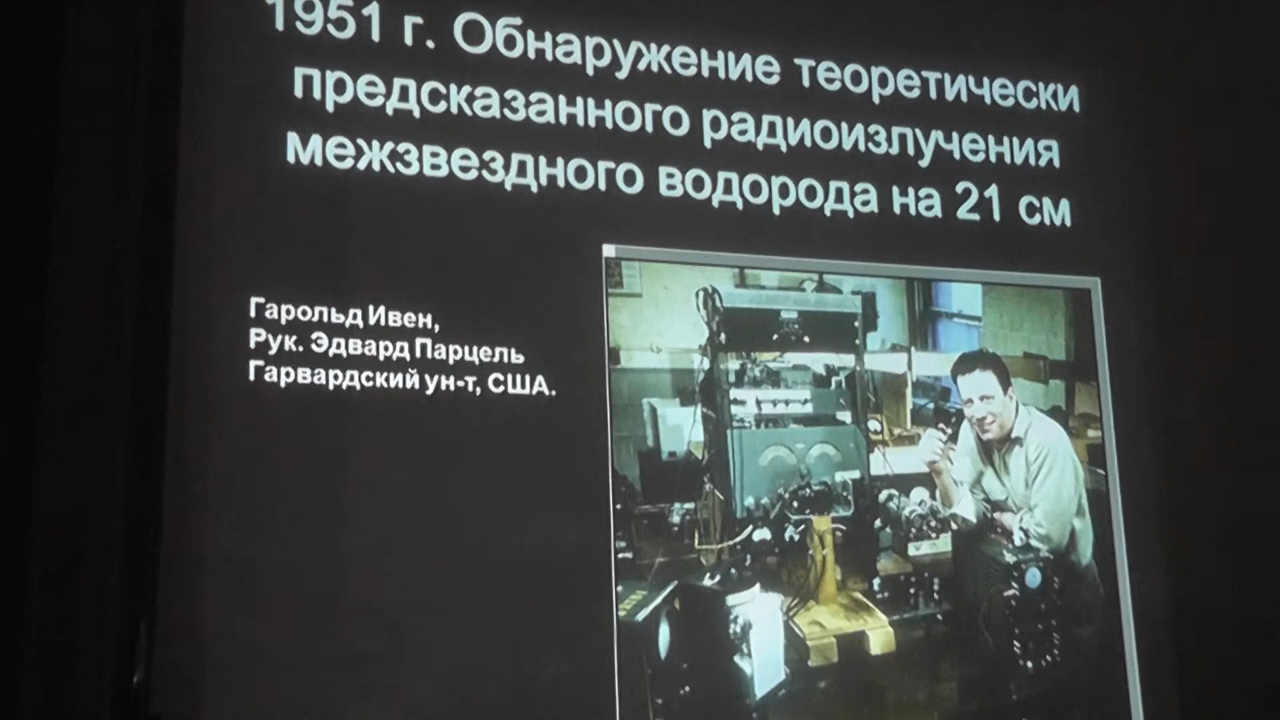 1951 г. Обнаружение теоретически
предсказанного радиоизлучения
межзвездного водорода на 21 см
Гарольд Ивен,
Рук. Эдвард Парцель
Гарвардский ун-т, США.